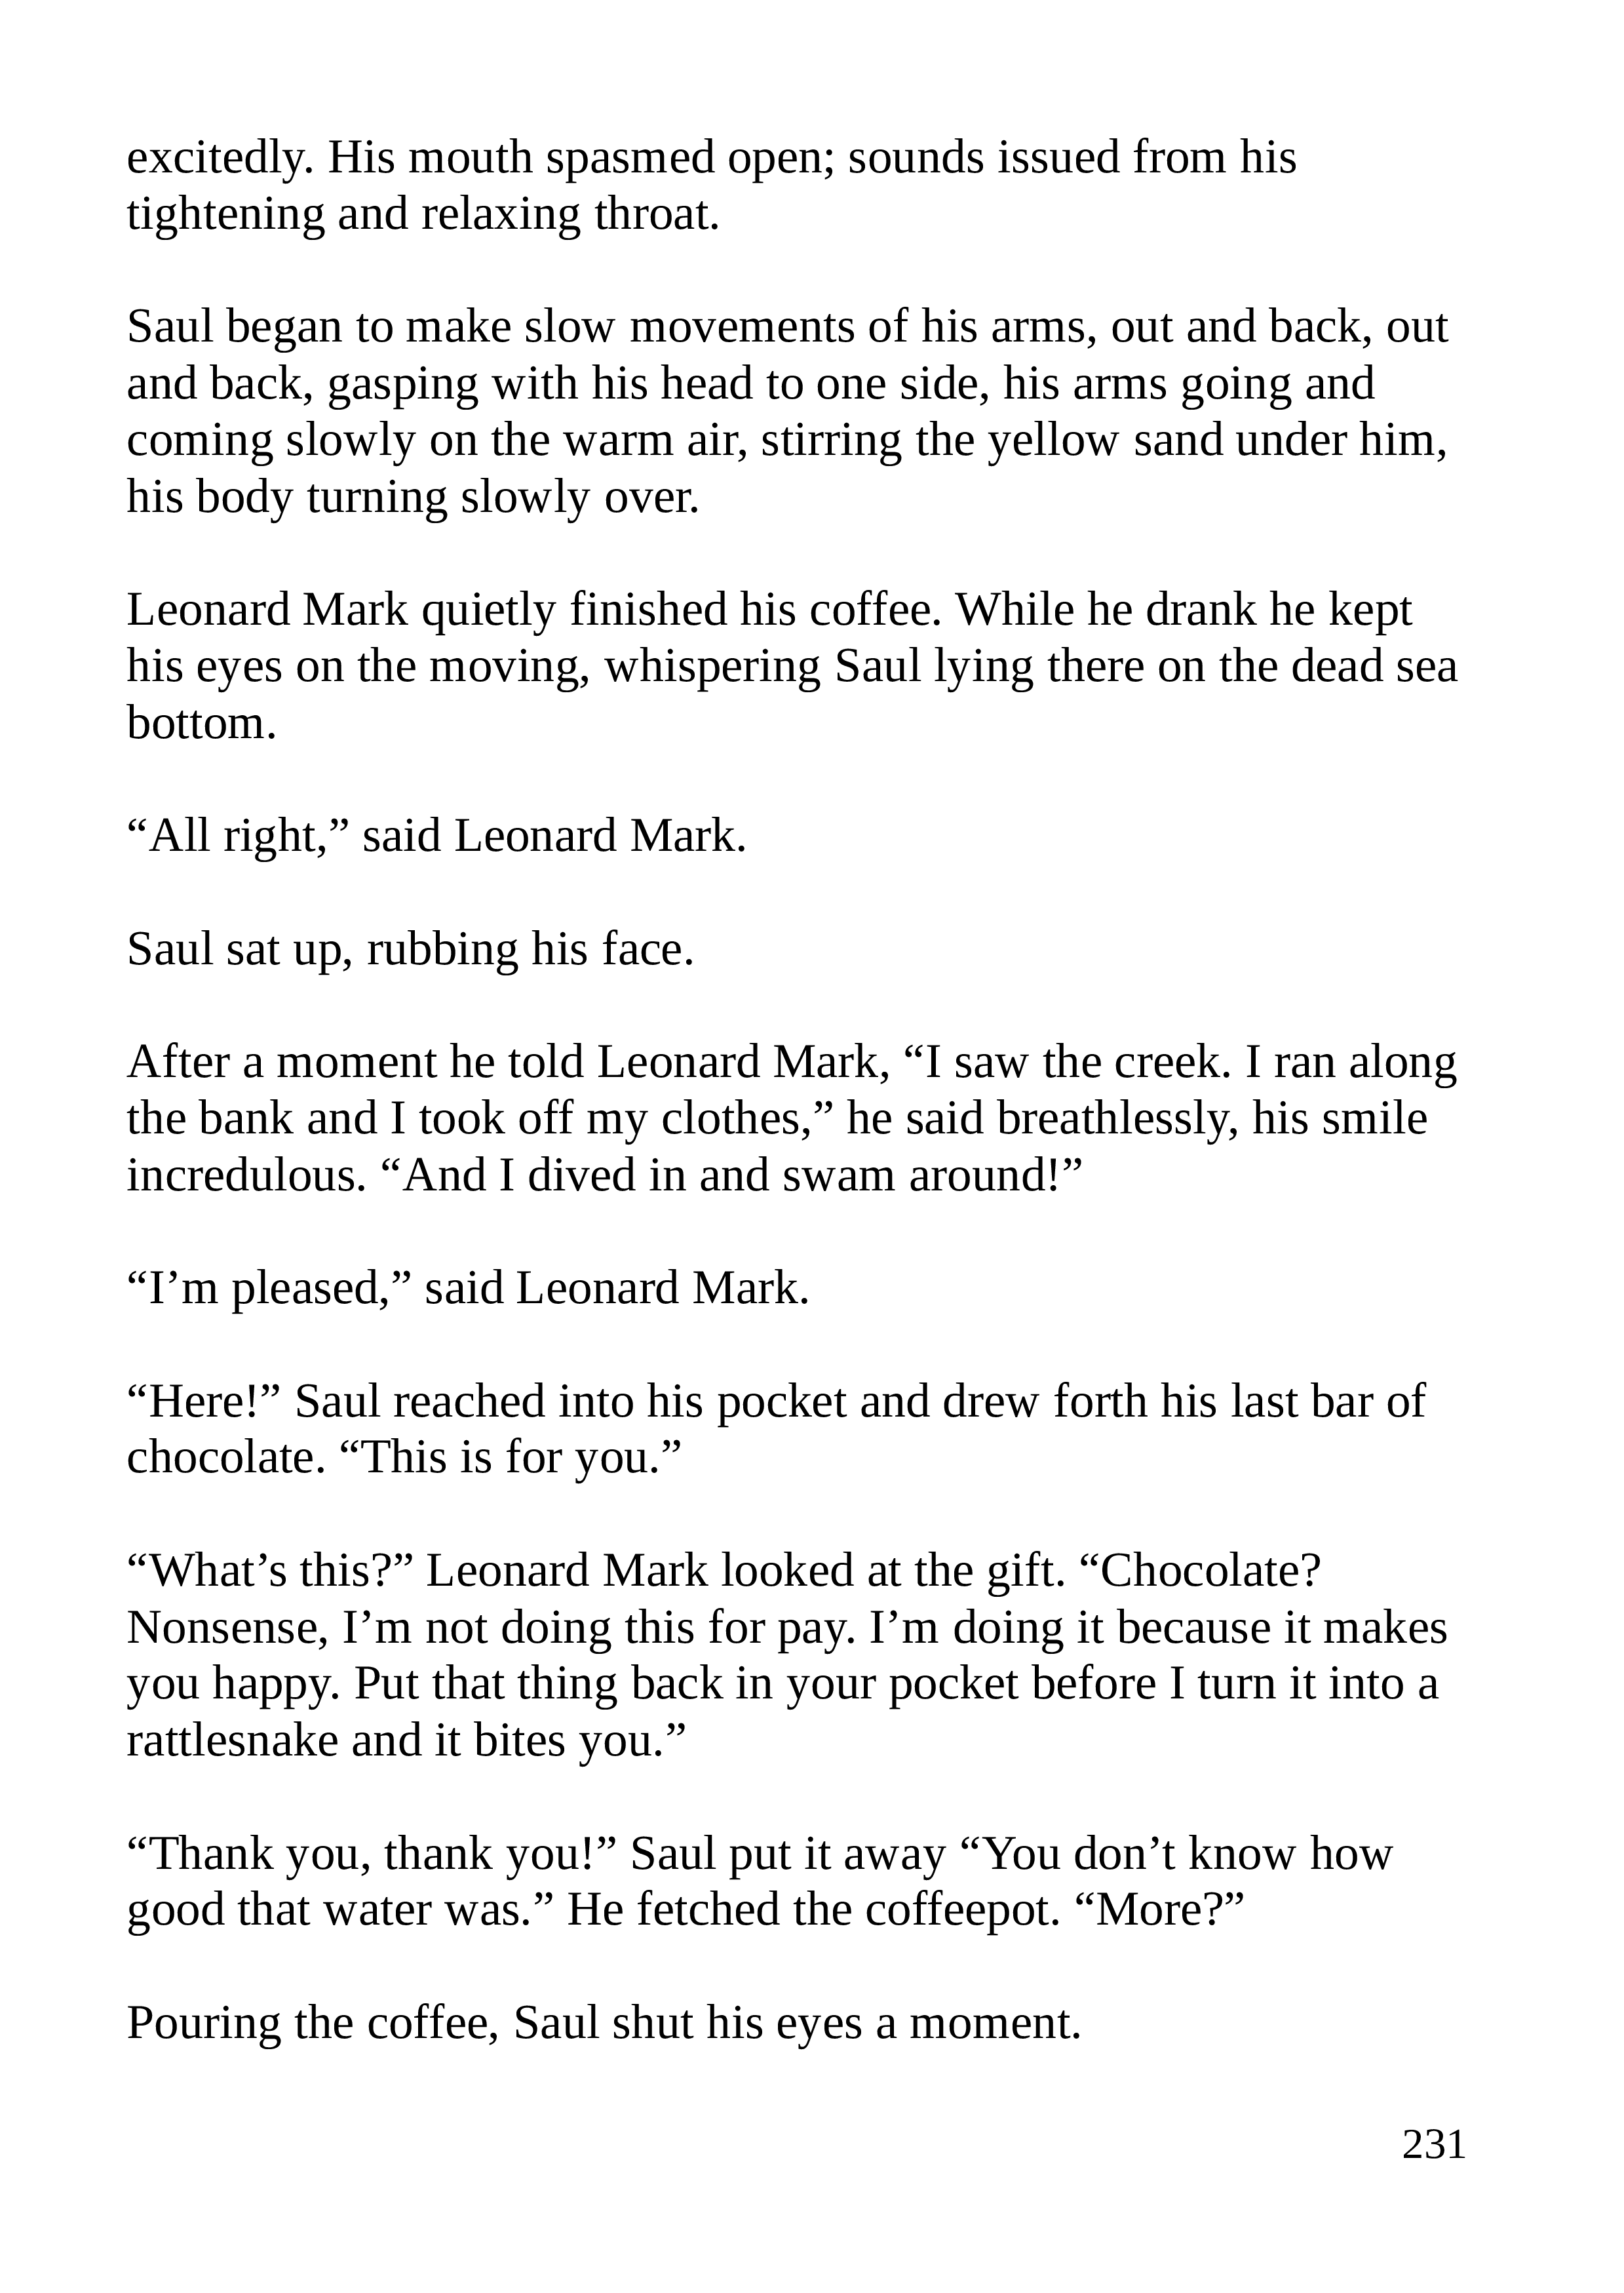 excitedly. His mouth spasmed open; sounds issued from his
tightening and relaxing throat.
Saul began to make slow movements of his arms, out and back, out
and back, gasping with his head to one side, his arms going and
coming slowly on the warm air, stirring the yellow sand under him,
his body turning slowly over.
Leonard Mark quietly finished his coffee. While he drank he kept
his eyes on the moving, whispering Saul lying there on the dead sea
bottom.
“All right,” said Leonard Mark.
Saul sat up, rubbing his face.
After a moment he told Leonard Mark, “I saw the creek. I ran along
the bank and I took off my clothes,” he said breathlessly, his smile
incredulous. “And I dived in and swam around!”
“I’m pleased,” said Leonard Mark.
“Here!” Saul reached into his pocket and drew forth his last bar of
chocolate. “This is for you.”
“What’s this?” Leonard Mark looked at the gift. “Chocolate?
Nonsense, I’m not doing this for pay. I’m doing it because it makes
you happy. Put that thing back in your pocket before I turn it into a
rattlesnake and it bites you.”
“Thank you, thank you!” Saul put it away “You don’t know how
good that water was.” He fetched the coffeepot. “More?”
Pouring the coffee, Saul shut his eyes a moment.
231